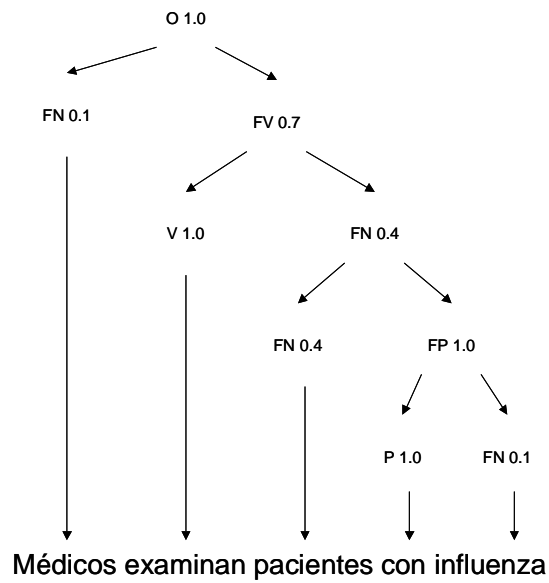 O 1.0
FN 0.1
FV 0.7
V 1.0
FN 0.4
FN 0.4
FP 1.0
P 1.0
FN 0.1
Médicos examinan pacientes con influenza